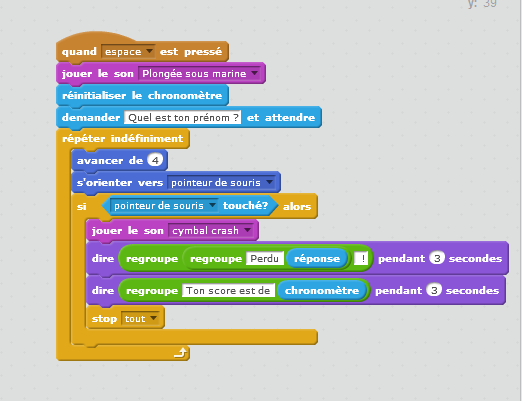 y: 39
quand espace est pressé
jouer le son Plongée sous marine
réinitialiser le chronomètre
demander Quel est ton prénom ? et attendre
répéter indéfiniment
avancer de 4
s'orienter vers pointeur de souris
si pointeur de souris touché? alors
jouer le son cymbal crash
dire regroupe regroupe Perdu réponse ! pendant 3 secondes
dire regroupe Ton score est de chronomètre pendant 3 secondes
stop tout